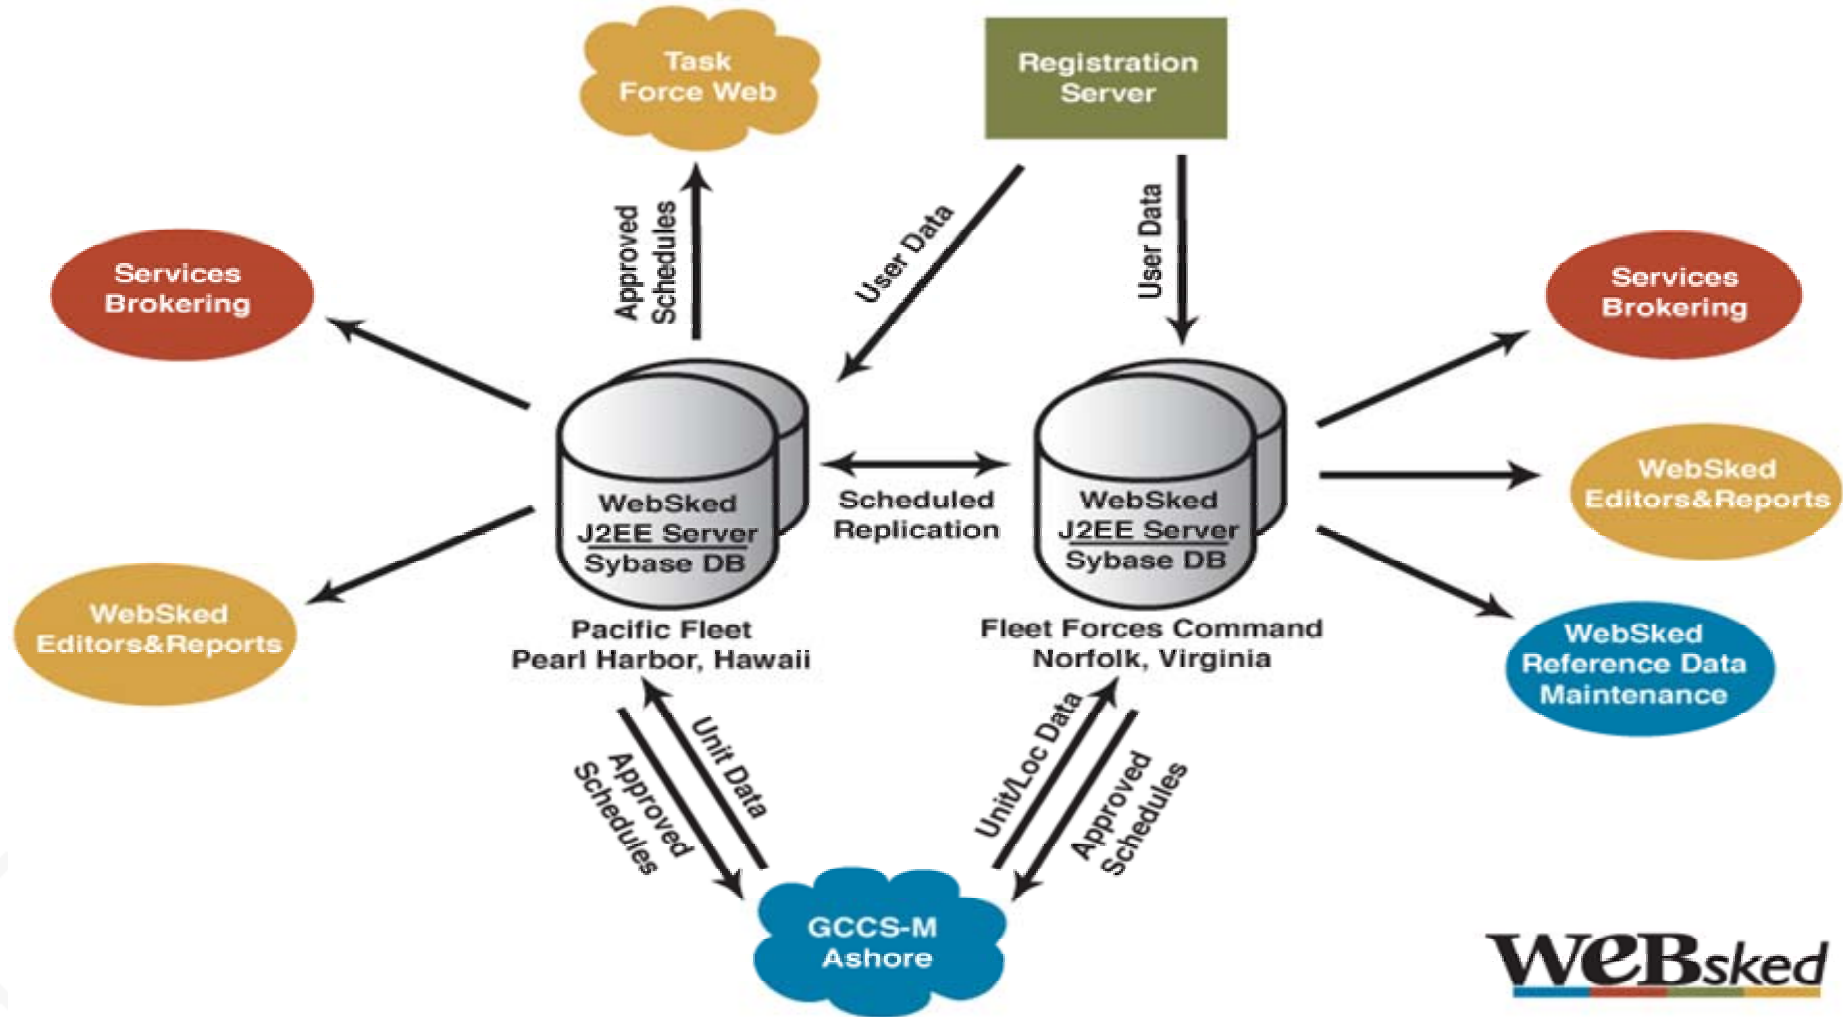 Task
Force Web
Registration
Server
Approved
Schedules
User Data
User Data
Services
Brokering
Services
Brokering
WebSked
J2EE Server
Sybase DB
Scheduled
Replication
WebSked
J2EE Server
Sybase DB
WebSked
Editors&Reports
WebSked
Editors&Reports
Pacific Fleet
Pearl Harbor, Hawaii
Fleet Forces Command
Norfolk, Virginia
WebSked
Reference Data
Maintenance
Approved
Schedules
Unit Data
Unit/Loc Data
Approved
Schedules
GCCS-M
Ashore
WeBsked